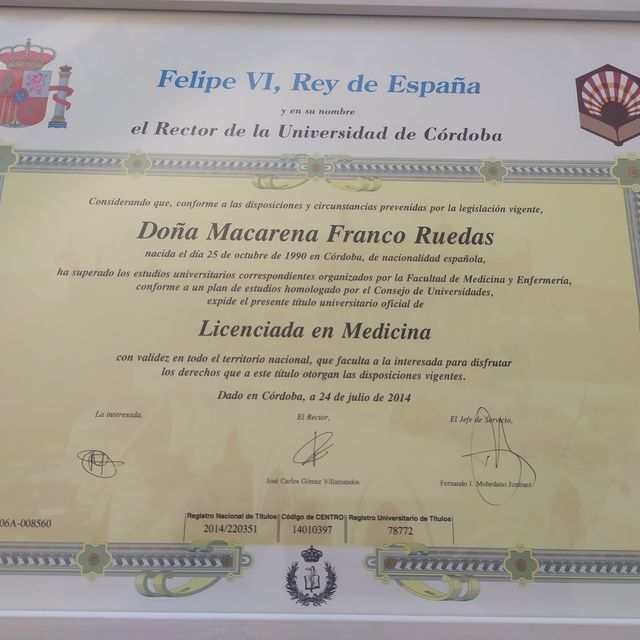 Felipe VI, Rey de España
y en su nombre
el Rector de la Universidad de Córdoba
Considerando que, conforme a las disposiciones y circunstancias prevenidas por la legislación vigente,
Doña Macarena Franco Ruedas
nacida el día 25 de octubre de 1990 en Córdoba, de nacionalidad española,
ha superado los estudios universitarios correspondientes organizados por la Facultad de Medicina y Enfermería,
conforme a un plan de estudios homologado por el Consejo de Universidades,
expide el presente título universitario oficial de
Licenciada en Medicina
con validez en todo el territorio nacional, que faculta a la interesada para disfrutar
los derechos que a este título otorgan las disposiciones vigentes.
Dado en Córdoba, a 24 de julio de 2014
La interesada, El Rector, El Jefe de Servicio,
José Carlos Gómez Villamandos Fernando J. Mohedano Jiménez
Registro Nacional de Títulos Código de CENTRO Registro Universitario de Títulos
06A-008560 2014/220351 14010397 78772